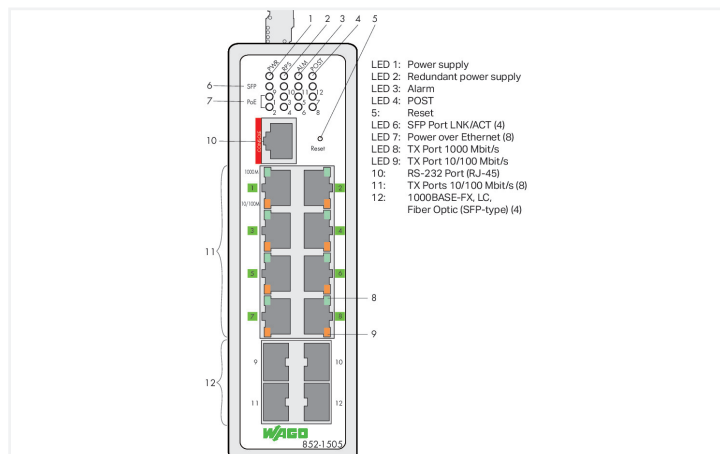 1 2 3 4 5
PWR RPS ALM POST
6 SFP
9 10 11 12
7 PoE
1 3 5 7
2 4 6 8
10
CONSOLE
Reset
1000M
1 2
10/100M
3 4
11
5 6
8
7 8
9
9 10
12
11 12
WAGO
852-1505
LED 1: Power supply
LED 2: Redundant power supply
LED 3: Alarm
LED 4: POST
5: Reset
LED 6: SFP Port LNK/ACT (4)
LED 7: Power over Ethernet (8)
LED 8: TX Port 1000 Mbit/s
LED 9: TX Port 10/100 Mbit/s
10: RS-232 Port (RJ-45)
11: TX Ports 10/100 Mbit/s (8)
12: 1000BASE-FX, LC,
Fiber Optic (SFP-type) (4)